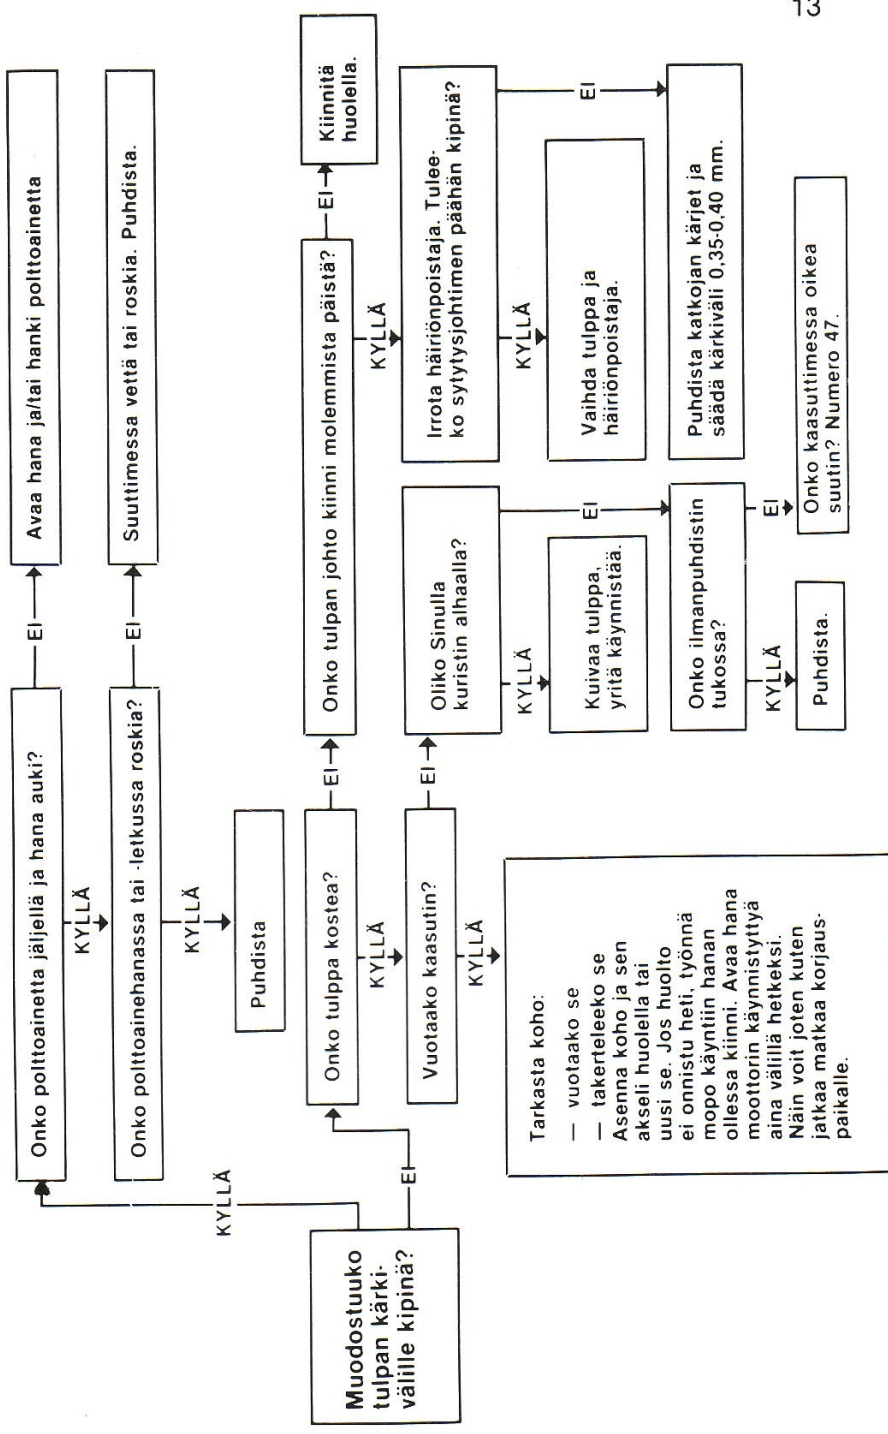 13
Muodostuuko
tulpan kärki-
välille kipinä?
KYLLÄ
EI
Onko polttoainetta jäljellä ja hana auki?
EI
Avaa hana ja/tai hanki polttoainetta
KYLLÄ
Onko polttoainehanassa tai -letkussa roskia?
EI
Suuttimessa vettä tai roskia. Puhdista.
KYLLÄ
Puhdista
Onko tulppa kostea?
EI
Onko tulpan johto kiinni molemmista päistä?
EI
Kiinnitä
huolella.
KYLLÄ
Irrota häiriönpoistaja. Tulee-
ko sytytysjohtimen päähän kipinä?
EI
KYLLÄ
Vaihda tulppa ja
häiriönpoistaja.
Puhdista katkojan kärjet ja
säädä kärkiväli 0,35-0,40 mm.
KYLLÄ
Vuotaako kaasutin?
EI
Oliko Sinulla
kuristin alhaalla?
EI
KYLLÄ
Kuivaa tulppa,
yritä käynnistää.
Onko ilmanpuhdistin
tukossa?
EI
KYLLÄ
Puhdista.
Onko kaasuttimessa oikea
suutin? Numero 47.
KYLLÄ
Tarkasta koho:
— vuotaako se
— takerteleeko se
Asenna koho ja sen
akseli huolella tai
uusi se. Jos huolto
ei onnistu heti, työnnä
mopo käyntiin hanan
ollessa kiinni. Avaa hana
moottorin käynnistyttyä
aina välillä hetkeksi.
Näin voit joten kuten
jatkaa matkaa korjaus-
paikalle.